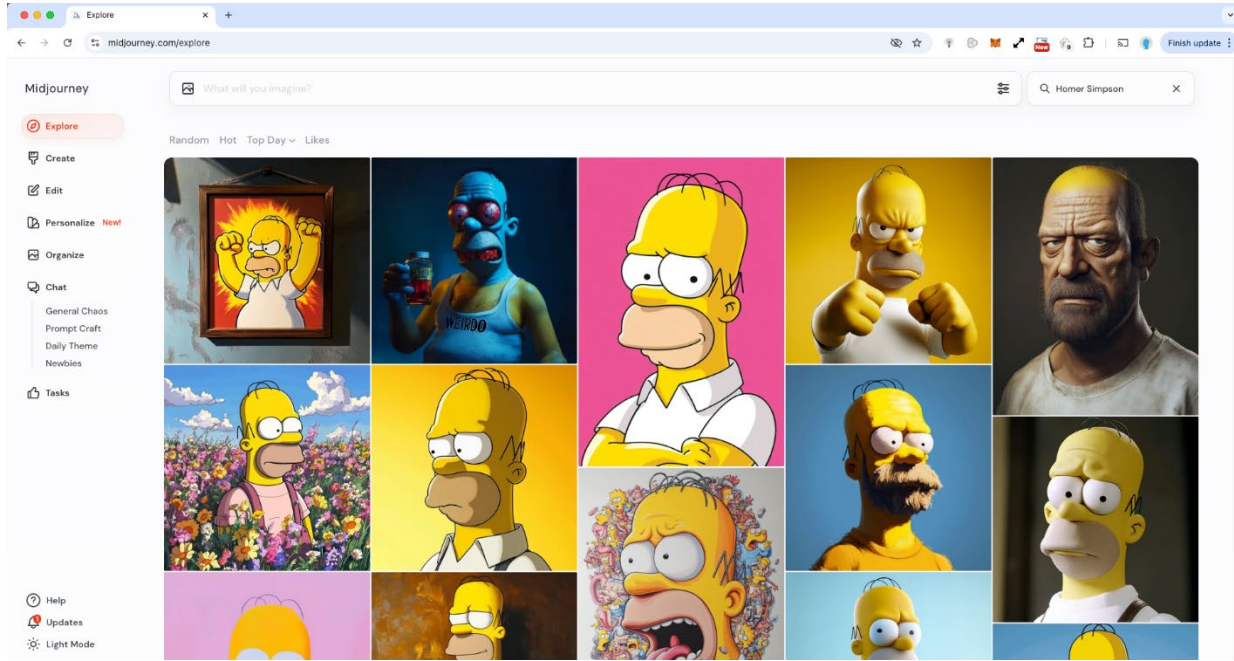 Explore
midjourney.com/explore
New
9
Finish update
Midjourney
What will you imagine?
Homer Simpson
Explore
Create
Edit
Personalize New!
Organize
Chat
General Chaos
Prompt Craft
Daily Theme
Newbies
Tasks
Help
Updates
Light Mode
Random Hot Top Day Likes
WEIRDO